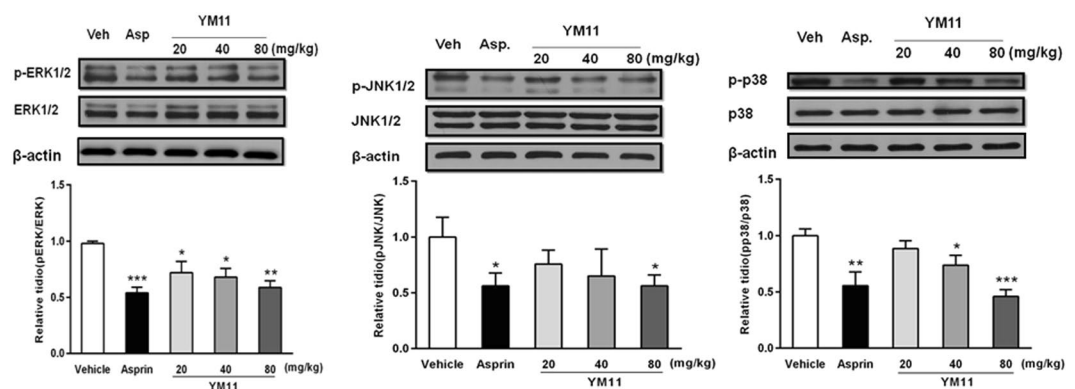 YM11
Veh Asp 20 40 80 (mg/kg)
p-ERK1/2
ERK1/2
β-actin
Relative tidio(pERK/ERK)
1.5
1.0
0.5
0.0
*** * * **
Vehicle Asprin 20 40 80 (mg/kg)
YM11
YM11
Veh Asp. 20 40 80 (mg/kg)
p-JNK1/2
JNK1/2
β-actin
Relative tidio(pJNK/JNK)
1.5
1.0
0.5
0.0
* *
Vehicle Asprin 20 40 80 (mg/kg)
YM11
YM11
Veh Asp. 20 40 80 (mg/kg)
p-p38
p38
β-actin
Relative tidio(pp38/p38)
1.5
1.0
0.5
0.0
** * ***
Vehicle Asprin 20 40 80 (mg/kg)
YM11